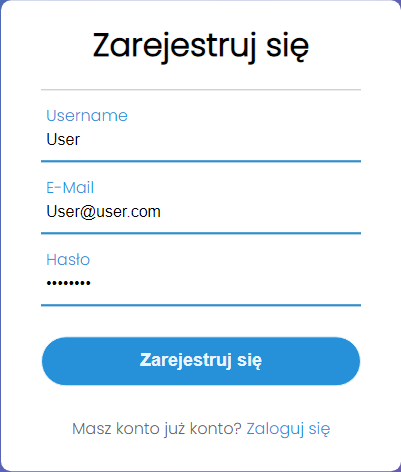 Zarejestruj się
Username
User
E-Mail
User@user.com
Hasło
••••••••
Zarejestruj się
Masz konto już konto? Zaloguj się